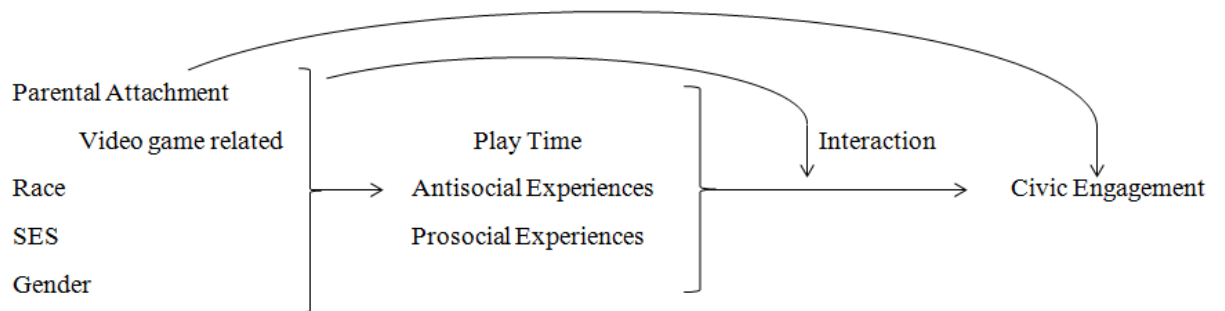 Parental Attachment
Video game related Play Time Interaction
Race Antisocial Experiences Civic Engagement
SES Prosocial Experiences
Gender